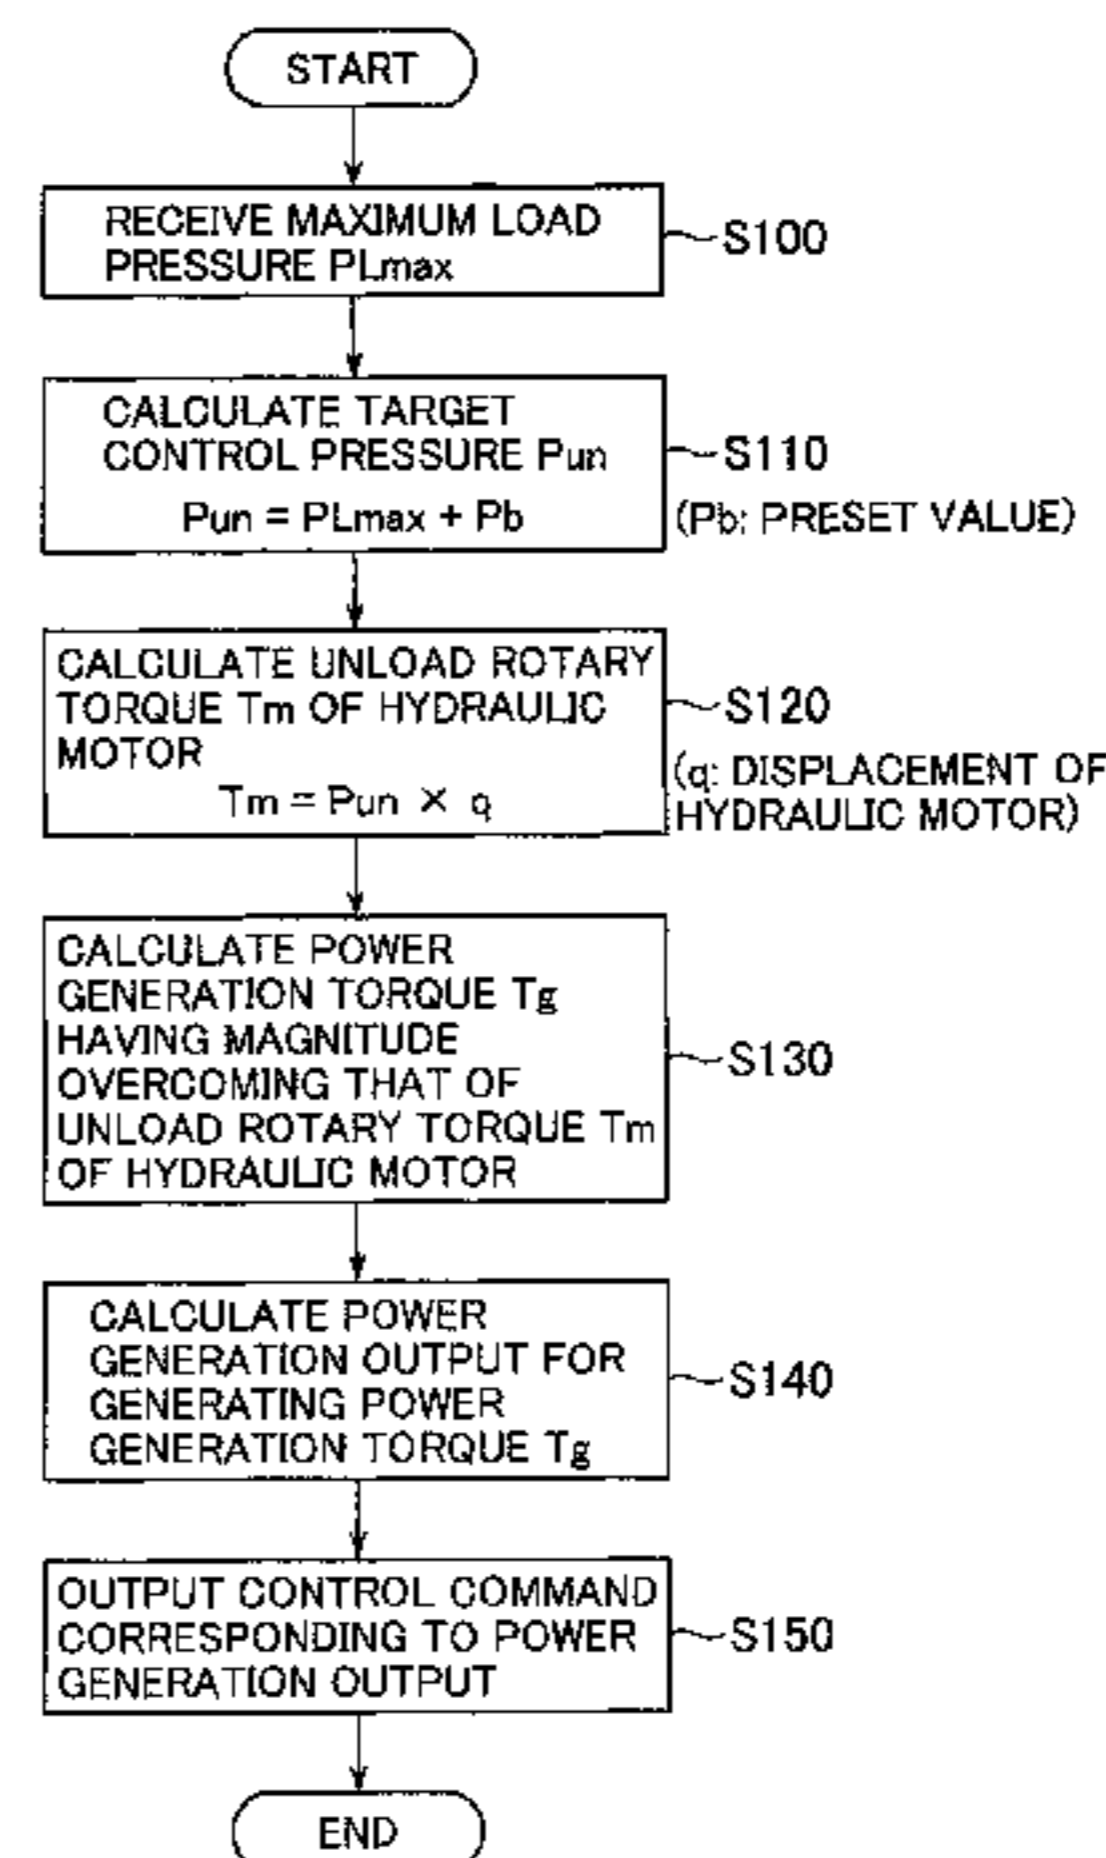 START
RECEIVE MAXIMUM LOAD
PRESSURE PLmax
S100
CALCULATE TARGET
CONTROL PRESSURE Pun
Pun = PLmax + Pb
S110
(Pb: PRESET VALUE)
CALCULATE UNLOAD ROTARY
TORQUE Tm OF HYDRAULIC
MOTOR
Tm = Pun × q
S120
(q: DISPLACEMENT OF
HYDRAULIC MOTOR)
CALCULATE POWER
GENERATION TORQUE Tg
HAVING MAGNITUDE
OVERCOMING THAT OF
UNLOAD ROTARY TORQUE Tm
OF HYDRAULIC MOTOR
S130
CALCULATE POWER
GENERATION OUTPUT FOR
GENERATING POWER
GENERATION TORQUE Tg
S140
OUTPUT CONTROL COMMAND
CORRESPONDING TO POWER
GENERATION OUTPUT
S150
END